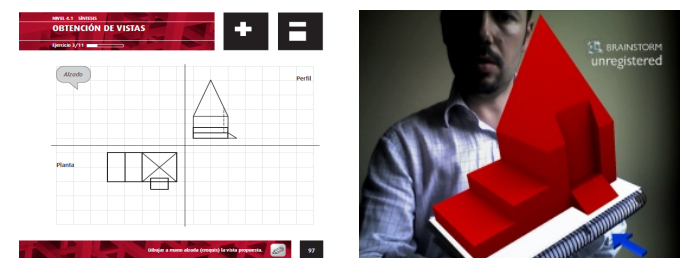 NIVEL 4.1 SÍNTESIS
OBTENCIÓN DE VISTAS
Ejercicio 3/11
Alzado
Perfil
Planta
Dibujar a mano alzada (croquis) la vista propuesta.
97
BRAINSTORM
unregistered